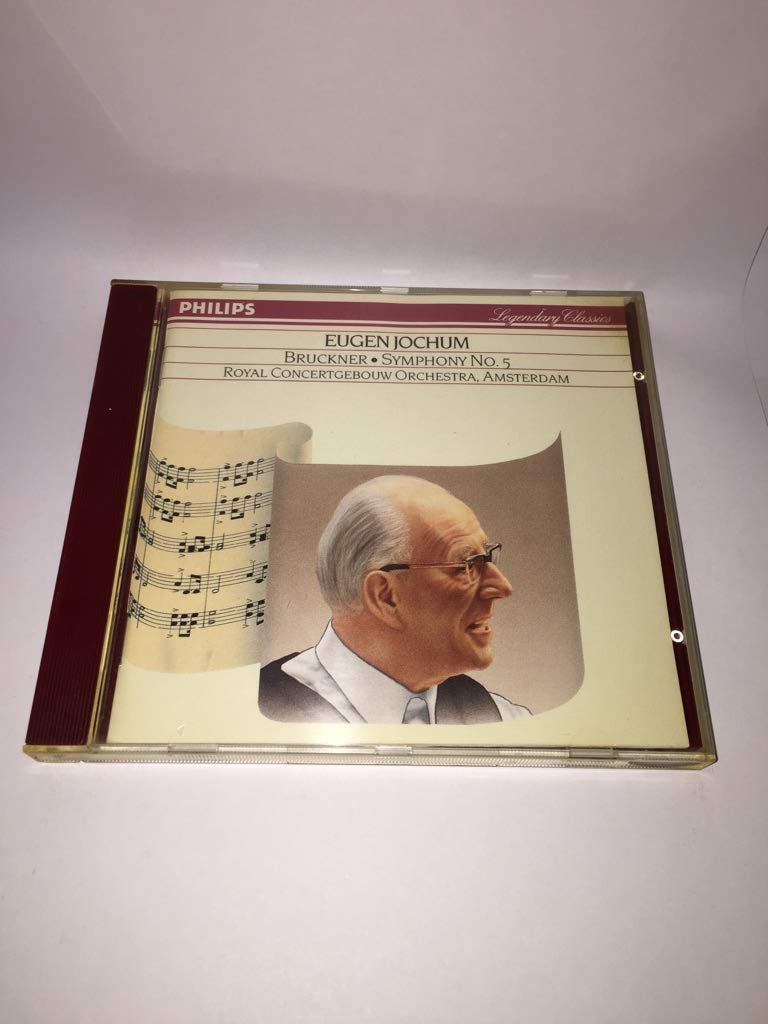 PHILIPS Legendary Classics
EUGEN JOCHUM
BRUCKNER • SYMPHONY NO. 5
ROYAL CONCERTGEBOUW ORCHESTRA, AMSTERDAM